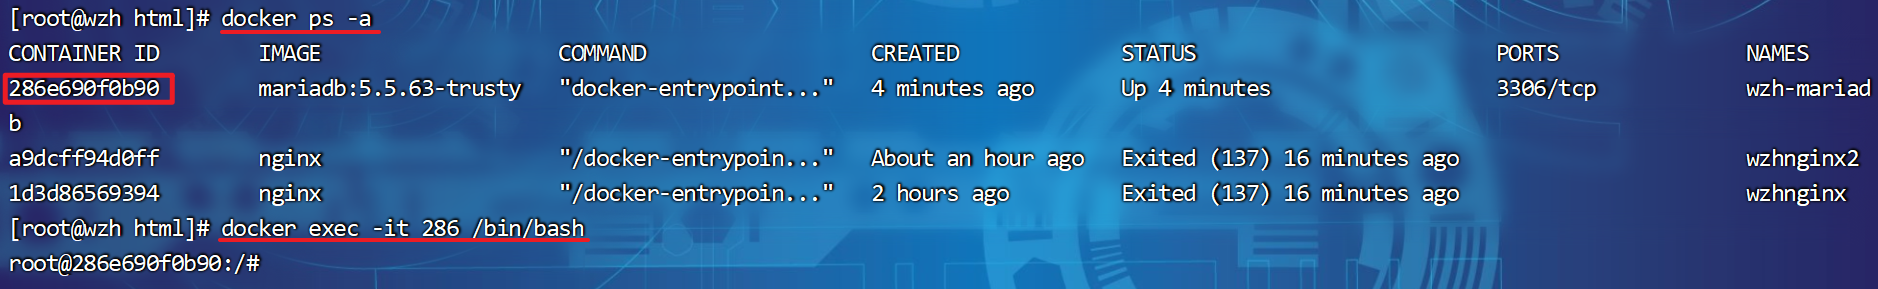 [root@wzh html]# docker ps -a
CONTAINER ID IMAGE COMMAND CREATED STATUS PORTS NAMES
286e690f0b90 mariadb:5.5.63-trusty "docker-entrypoint..." 4 minutes ago Up 4 minutes 3306/tcp wzh-mariad
b
a9dcff94d0ff nginx "/docker-entrypoin..." About an hour ago Exited (137) 16 minutes ago wzhnginx2
1d3d86569394 nginx "/docker-entrypoin..." 2 hours ago Exited (137) 16 minutes ago wzhnginx
[root@wzh html]# docker exec -it 286 /bin/bash
root@286e690f0b90:/#